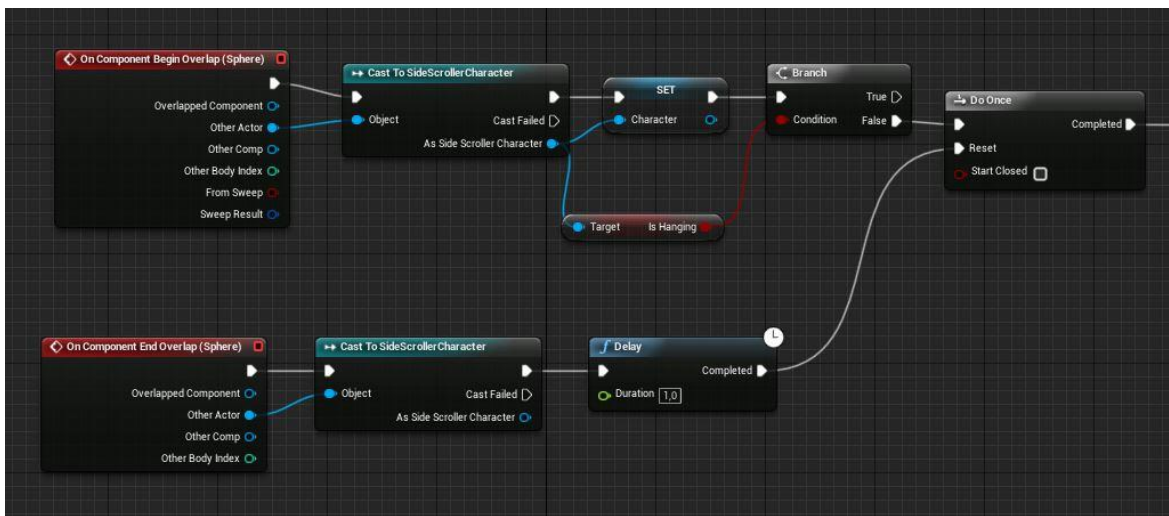 On Component Begin Overlap (Sphere)
Overlapped Component
Other Actor
Other Comp
Other Body Index
From Sweep
Sweep Result
Cast To SideScrollerCharacter
Object
Cast Failed
As Side Scroller Character
SET
Character
Target
Is Hanging
Branch
True
Condition
False
Do Once
Completed
Reset
Start Closed
On Component End Overlap (Sphere)
Overlapped Component
Other Actor
Other Comp
Other Body Index
Cast To SideScrollerCharacter
Object
Cast Failed
As Side Scroller Character
f Delay
Completed
Duration 1,0